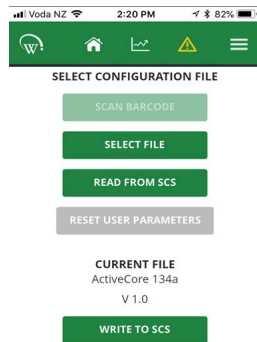 Voda NZ 2:20 PM 82%
W
SELECT CONFIGURATION FILE
SCAN BARCODE
SELECT FILE
READ FROM SCS
RESET USER PARAMETERS
CURRENT FILE
ActiveCore 134a
V 1.0
WRITE TO SCS